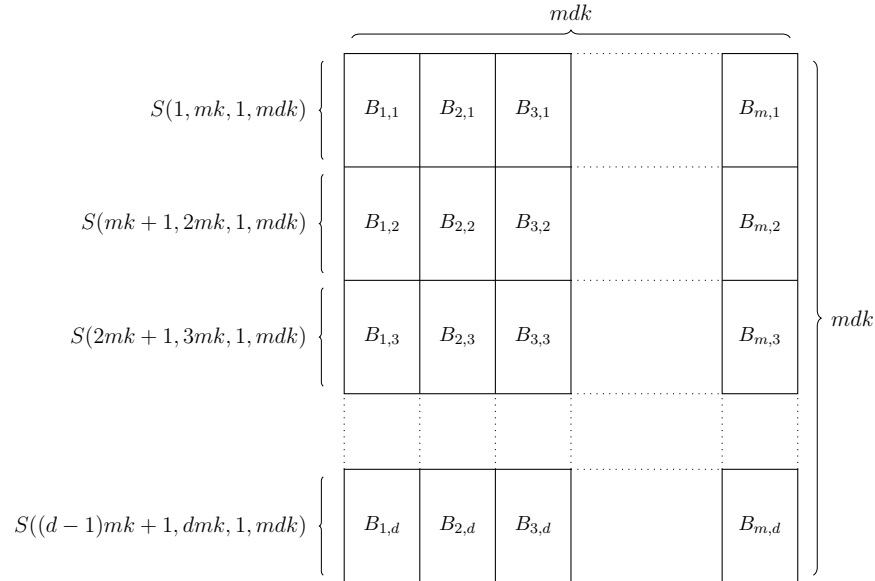 mdk
S(1, mk, 1, mdk) B_{1,1} B_{2,1} B_{3,1} B_{m,1}
S(mk + 1, 2mk, 1, mdk) B_{1,2} B_{2,2} B_{3,2} B_{m,2}
S(2mk + 1, 3mk, 1, mdk) B_{1,3} B_{2,3} B_{3,3} B_{m,3} mdk
S((d − 1)mk + 1, dmk, 1, mdk) B_{1,d} B_{2,d} B_{3,d} B_{m,d}